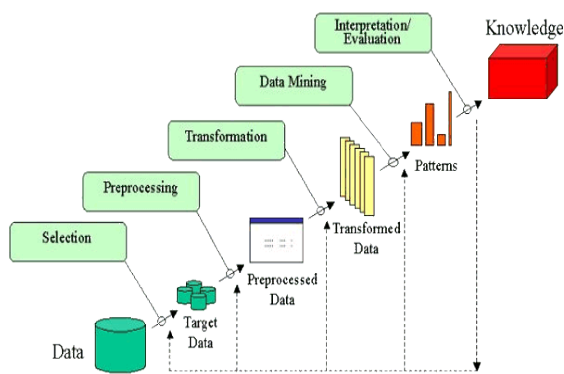 Interpretation/
Evaluation
Knowledge
Data Mining
Transformation
Patterns
Preprocessing
Transformed
Data
Selection
Preprocessed
Data
Target
Data
Data